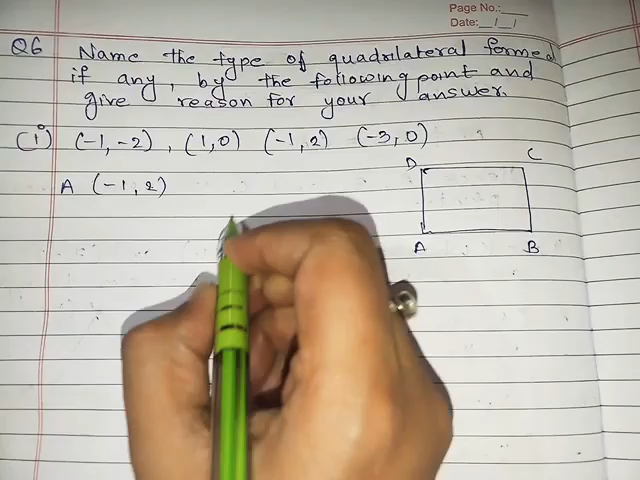 Page No.:
Date: / /
Q6 Name the type of quadrilateral formed
if any, by the following point and
give reason for your answer.
(i) (-1, -2), (1, 0) (-1, 2) (-3, 0)
D C
A (-1, 2)
A B